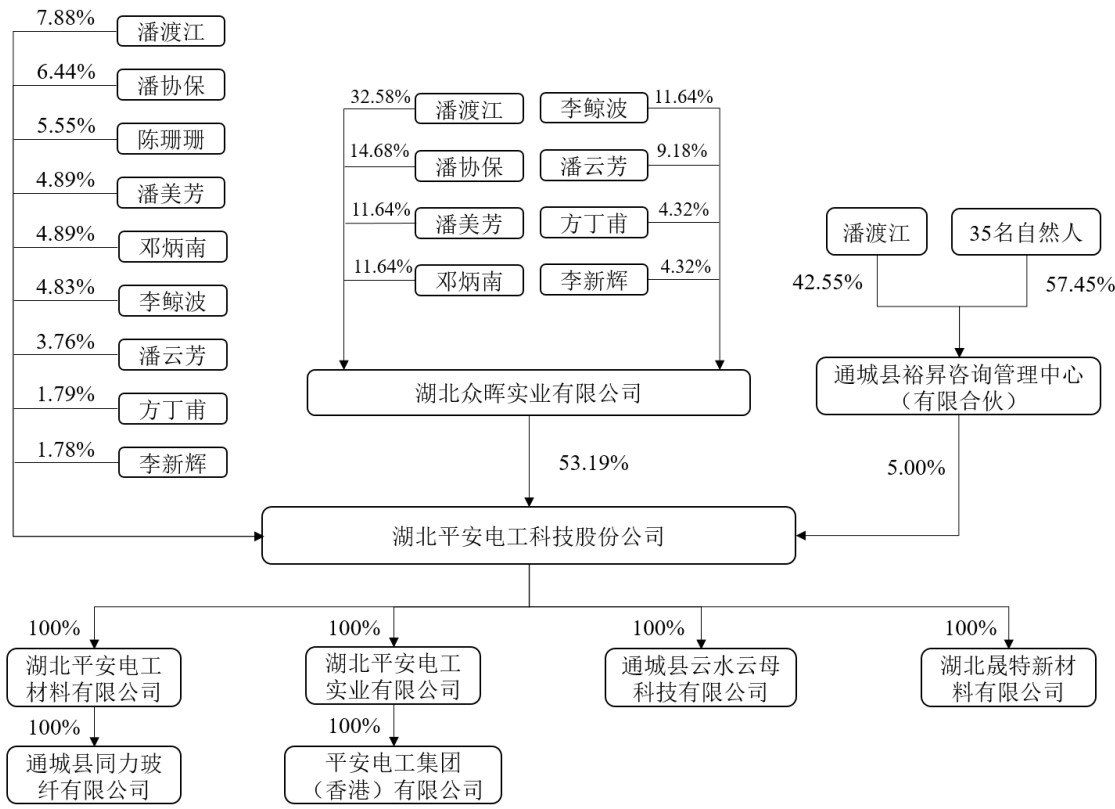 7.88%
潘渡江
6.44%
潘协保
5.55%
陈珊珊
4.89%
潘美芳
4.89%
邓炳南
4.83%
李鲸波
3.76%
潘云芳
1.79%
方丁甫
1.78%
李新辉
32.58%
潘渡江
李鲸波
11.64%
14.68%
潘协保
潘云芳
9.18%
11.64%
潘美芳
方丁甫
4.32%
11.64%
邓炳南
李新辉
4.32%
湖北众晖实业有限公司
53.19%
潘渡江
35名自然人
42.55%
57.45%
通城县裕昇咨询管理中心
（有限合伙）
5.00%
湖北平安电工科技股份公司
100%
100%
100%
100%
湖北平安电工
材料有限公司
湖北平安电工
实业有限公司
通城县云水云母
科技有限公司
湖北晟特新材
料有限公司
100%
100%
通城县同力玻
纤有限公司
平安电工集团
（香港）有限公司